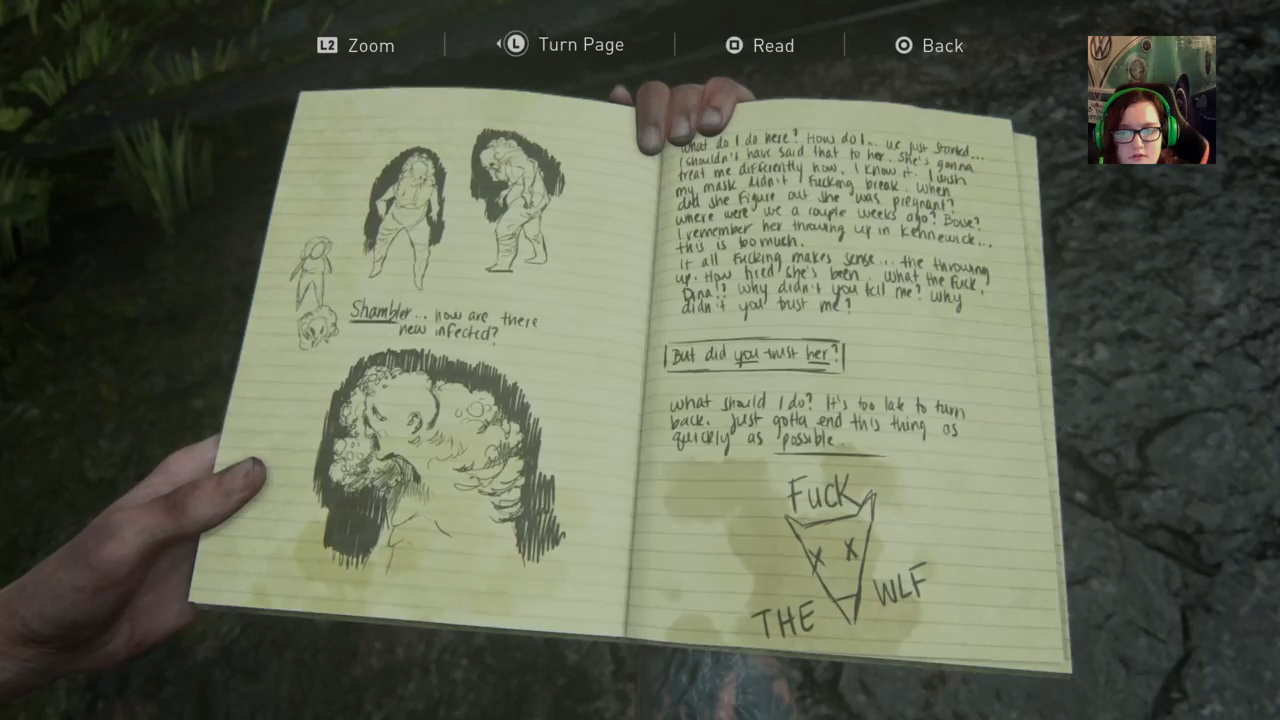 L2 Zoom
L Turn Page
Read
Back
Shambler... how are there
new infected?
What do I do here? How do I... we just started...
I shouldn't have said that to her. She's gonna
treat me differently now, I know it. I wish
my mask didn't fucking break. When
did she figure out she was pregnant?
where were we a couple weeks ago? Boise?
I remember her throwing up in Kennewick...
this is too much.
It all fucking makes sense... the throwing
up. How tired she's been. What the fuck,
Dina!? Why didn't you tell me? Why
didn't you trust me?
But did you trust her?
what should I do? It's too late to turn
back. Just gotta end this thing as
quickly as possible.
Fuck
THE
WLF